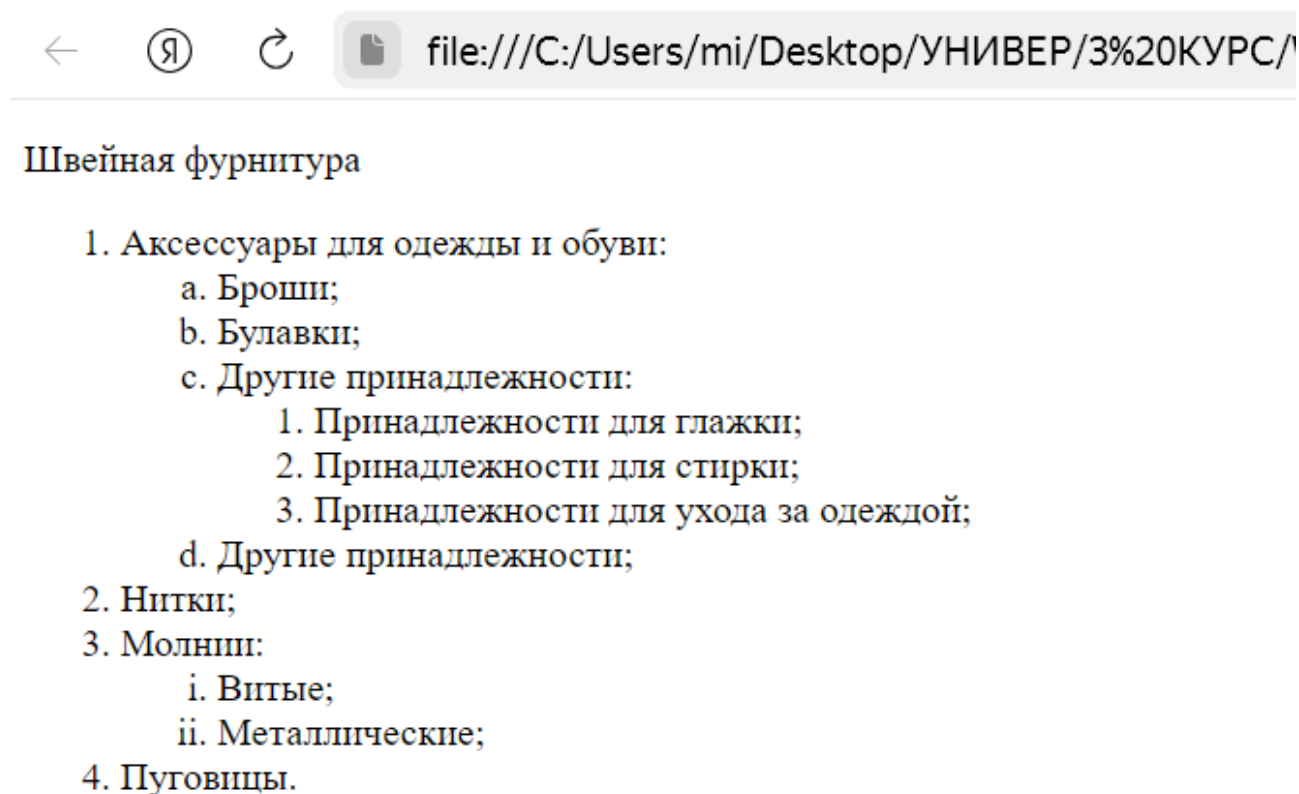 Я file:///C:/Users/mi/Desktop/УНИВЕР/3%20КУРС/
Швейная фурнитура
1. Аксессуары для одежды и обуви:
a. Броши;
b. Булавки;
c. Другие принадлежности:
1. Принадлежности для глажки;
2. Принадлежности для стирки;
3. Принадлежности для ухода за одеждой;
d. Другие принадлежности;
2. Нитки;
3. Молнии:
i. Витые;
ii. Металлические;
4. Пуговицы.